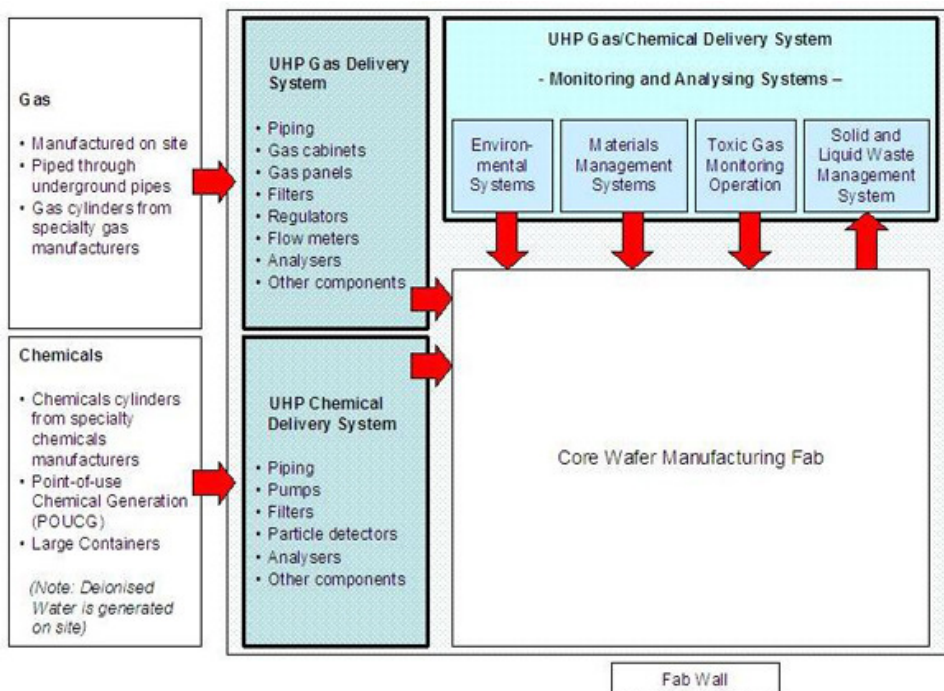 Gas
• Manufactured on site
• Piped through
underground pipes
• Gas cylinders from
specialty gas
manufacturers
Chemicals
• Chemicals cylinders
from specialty
chemicals
manufacturers
• Point-of-use
Chemical Generation
(POUCG)
• Large Containers
(Note: Deionised
Water is generated
on site)
UHP Gas Delivery
System
• Piping
• Gas cabinets
• Gas panels
• Filters
• Regulators
• Flow meters
• Analysers
• Other components
UHP Chemical
Delivery System
• Piping
• Pumps
• Filters
• Particle detectors
• Analysers
• Other components
UHP Gas/Chemical Delivery System
- Monitoring and Analysing Systems –
Environ-
mental
Systems
Materials
Management
Systems
Toxic Gas
Monitoring
Operation
Solid and
Liquid Waste
Management
System
Core Wafer Manufacturing Fab
Fab Wall